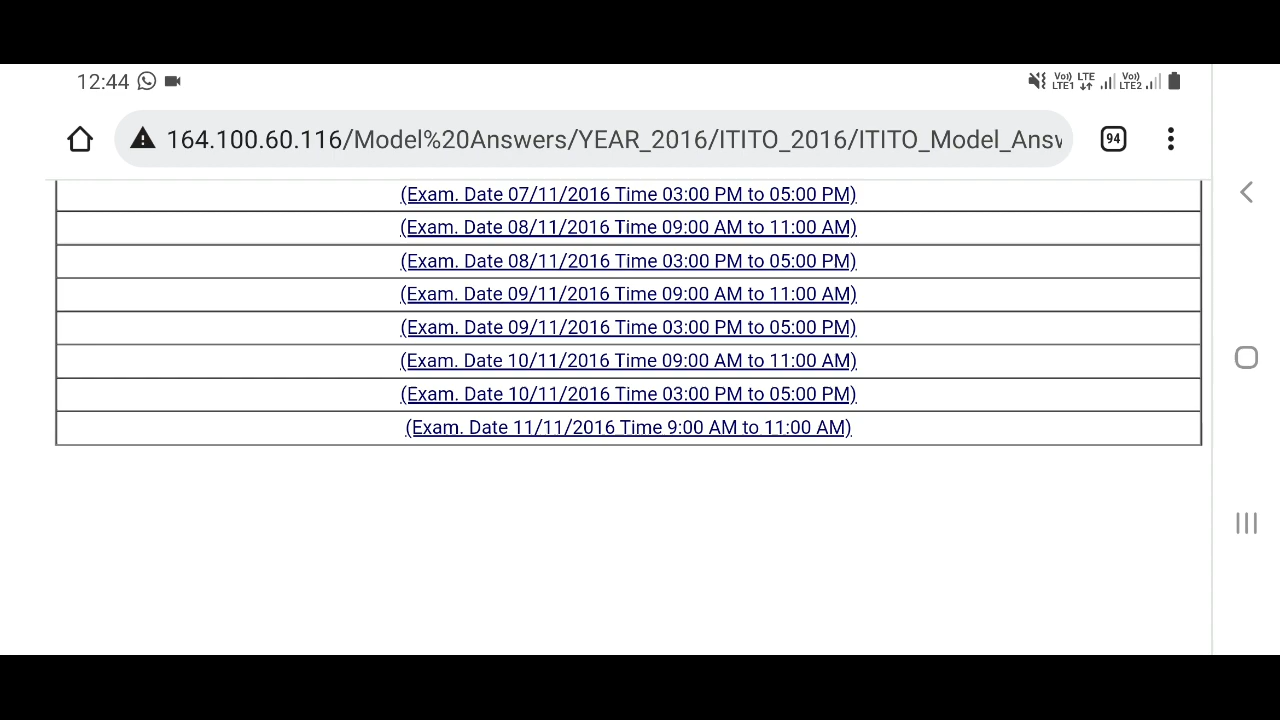 12:44
Vo) LTE
LTE1
Vo)
LTE2
164.100.60.116/Model%20Answers/YEAR_2016/ITITO_2016/ITITO_Model_Answ
94
(Exam. Date 07/11/2016 Time 03:00 PM to 05:00 PM)
(Exam. Date 08/11/2016 Time 09:00 AM to 11:00 AM)
(Exam. Date 08/11/2016 Time 03:00 PM to 05:00 PM)
(Exam. Date 09/11/2016 Time 09:00 AM to 11:00 AM)
(Exam. Date 09/11/2016 Time 03:00 PM to 05:00 PM)
(Exam. Date 10/11/2016 Time 09:00 AM to 11:00 AM)
(Exam. Date 10/11/2016 Time 03:00 PM to 05:00 PM)
(Exam. Date 11/11/2016 Time 9:00 AM to 11:00 AM)